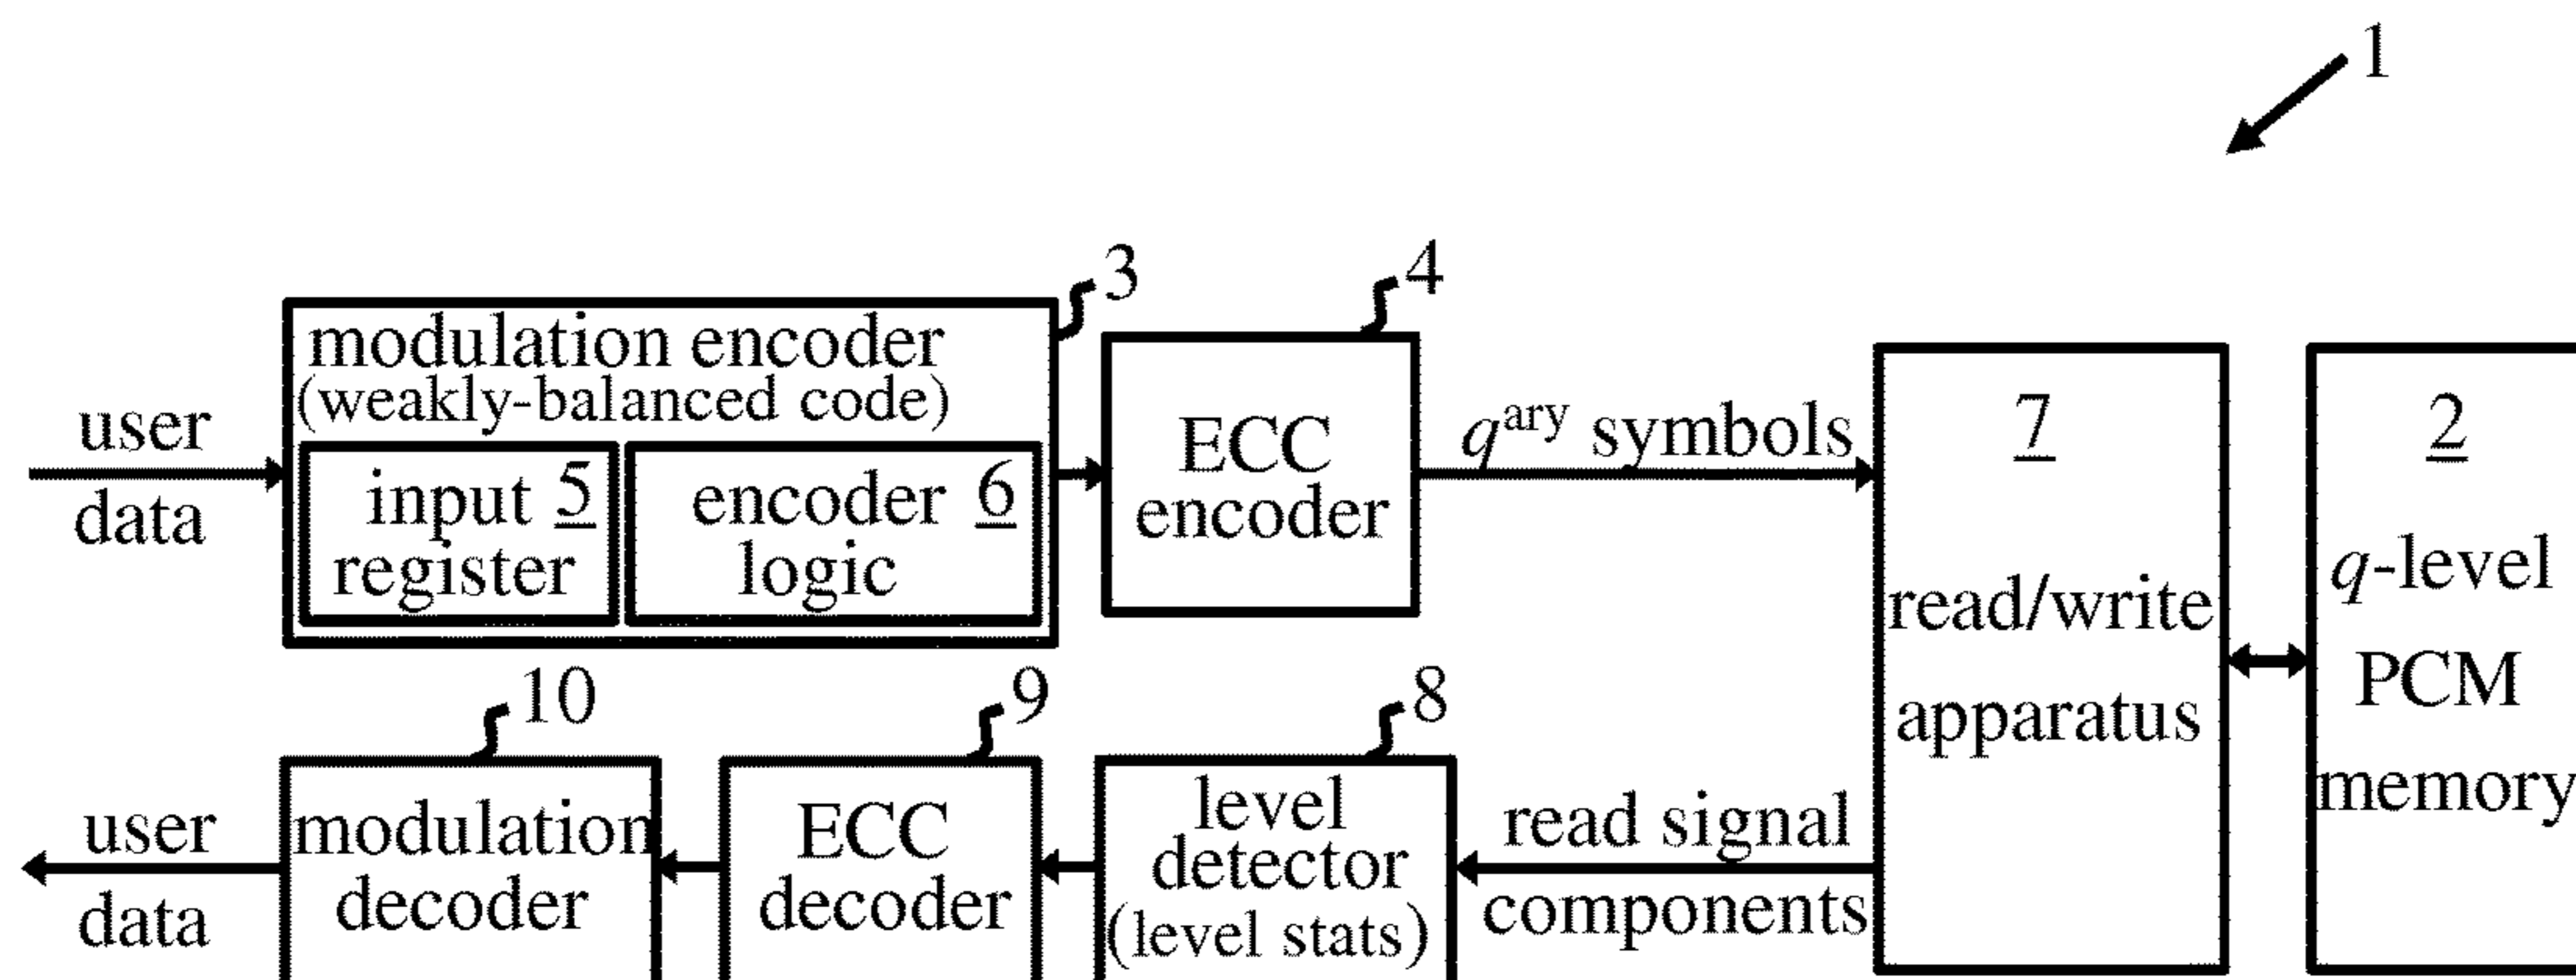 1
3
modulation encoder
(weakly-balanced code)
input 5
register
encoder 6
logic
user
data
4
ECC
encoder
q^ary symbols
7
read/write
apparatus
2
q-level
PCM
memory
10
modulation
decoder
user
data
9
ECC
decoder
8
level
detector
(level stats)
read signal
components